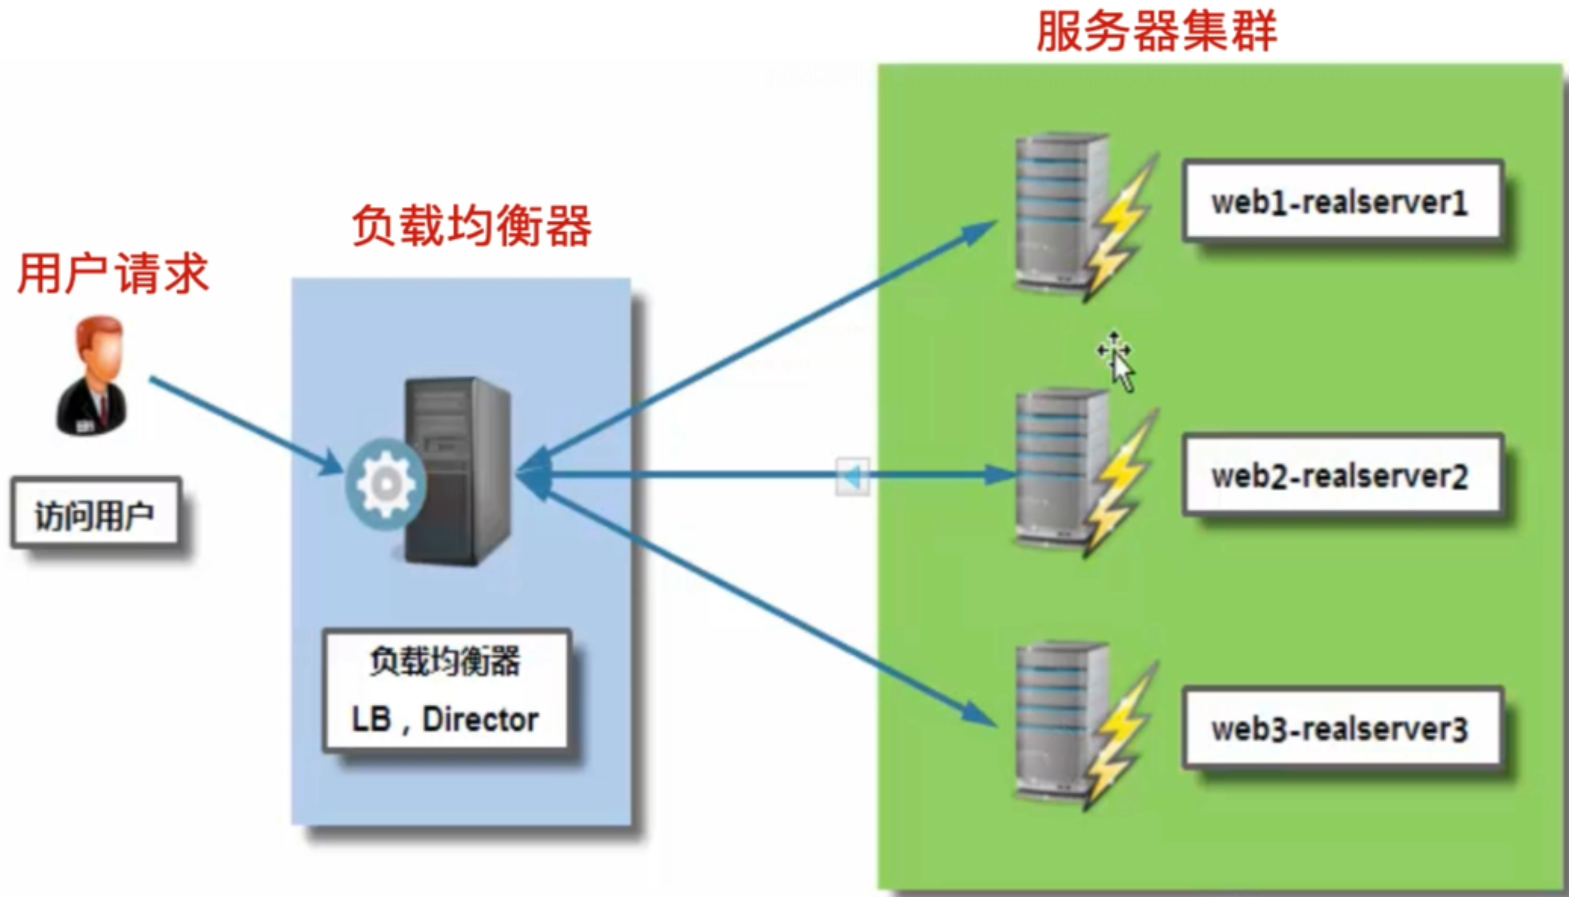 服务器集群
负载均衡器
用户请求
访问用户
负载均衡器
LB，Director
web1-realserver1
web2-realserver2
web3-realserver3